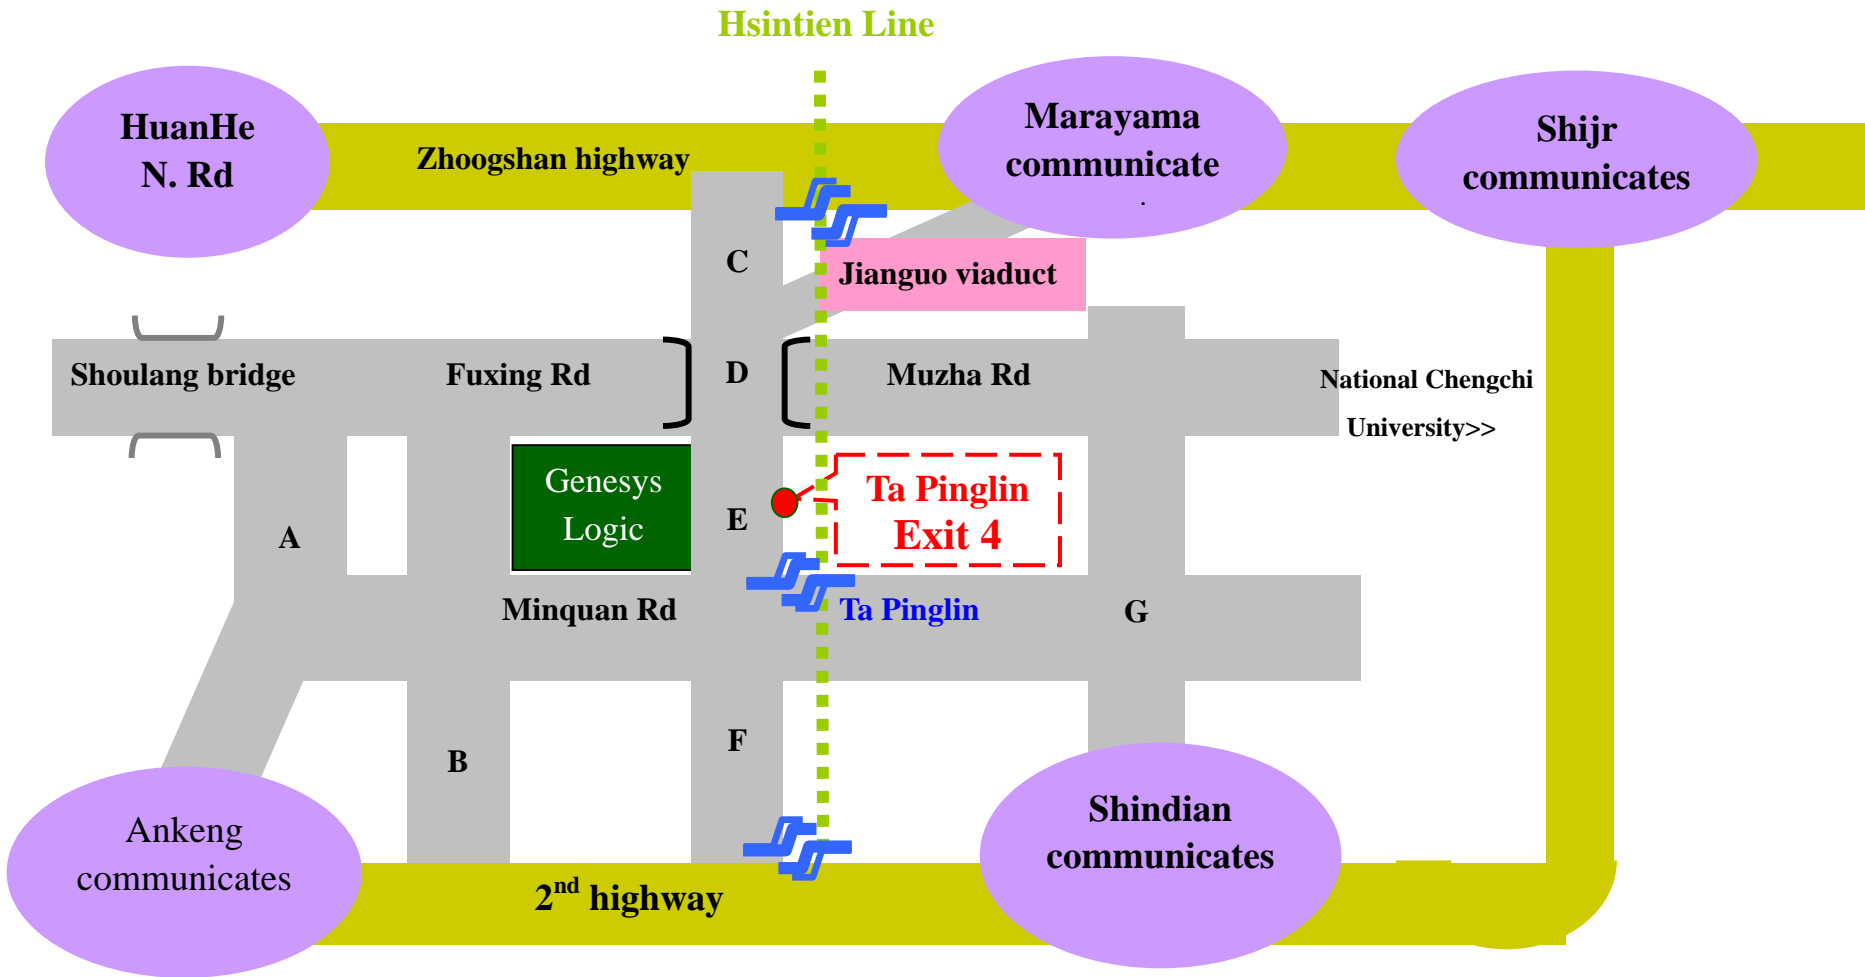 Hsintien Line
HuanHe
N. Rd
Zhoogshan highway
Marayama
communicate
Shijr
communicates
C
Jianguo viaduct
Shoulang bridge
Fuxing Rd
D
Muzha Rd
National Chengchi
University>>
Genesys
Logic
E
Ta Pinglin
Exit 4
A
Minquan Rd
Ta Pinglin
G
B
F
Ankeng
communicates
Shindian
communicates
2nd highway